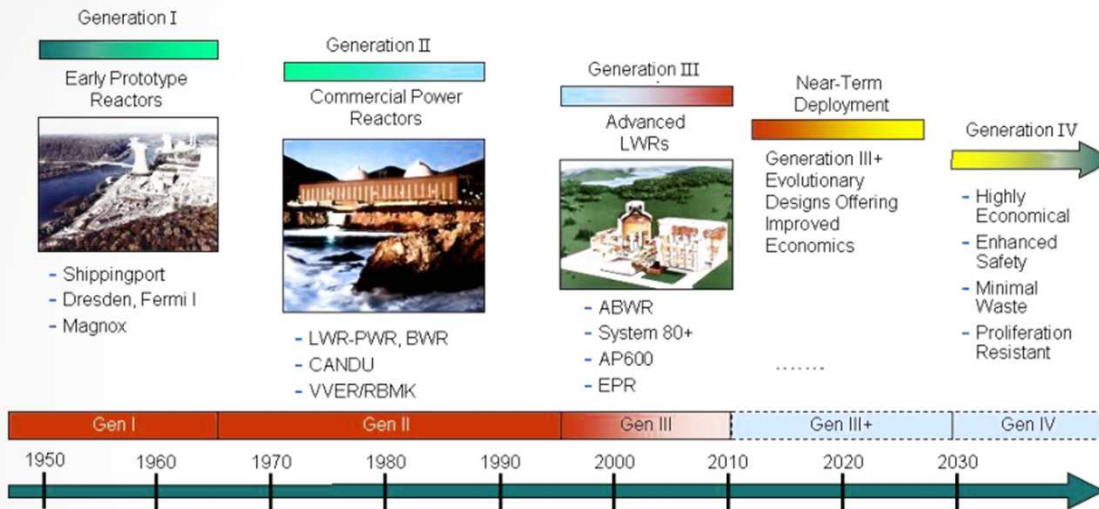 Generation I
Early Prototype
Reactors
- Shippingport
- Dresden, Fermi I
- Magnox
Generation II
Commercial Power
Reactors
- LWR-PWR, BWR
- CANDU
- VVER/RBMK
Generation III
Advanced
LWRs
- ABWR
- System 80+
- AP600
- EPR
Near-Term
Deployment
Generation III+
Evolutionary
Designs Offering
Improved
Economics
......
Generation IV
- Highly
Economical
- Enhanced
Safety
- Minimal
Waste
- Proliferation
Resistant
Gen I
Gen II
Gen III
Gen III+
Gen IV
1950
1960
1970
1980
1990
2000
2010
2020
2030